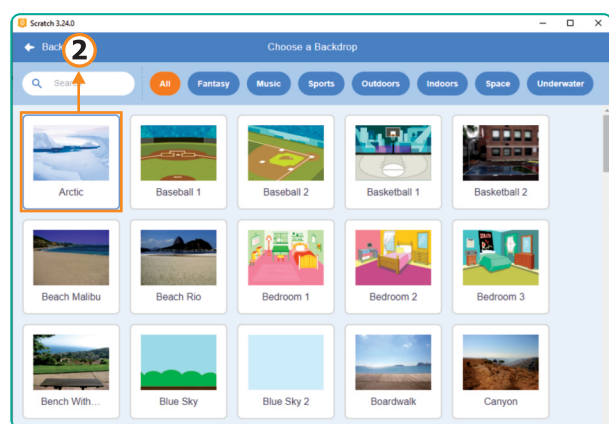 Scratch 3.24.0
Back
Choose a Backdrop
2
Search
All
Fantasy
Music
Sports
Outdoors
Indoors
Space
Underwater
Arctic
Baseball 1
Baseball 2
Basketball 1
Basketball 2
Beach Malibu
Beach Rio
Bedroom 1
Bedroom 2
Bedroom 3
Bench With...
Blue Sky
Blue Sky 2
Boardwalk
Canyon